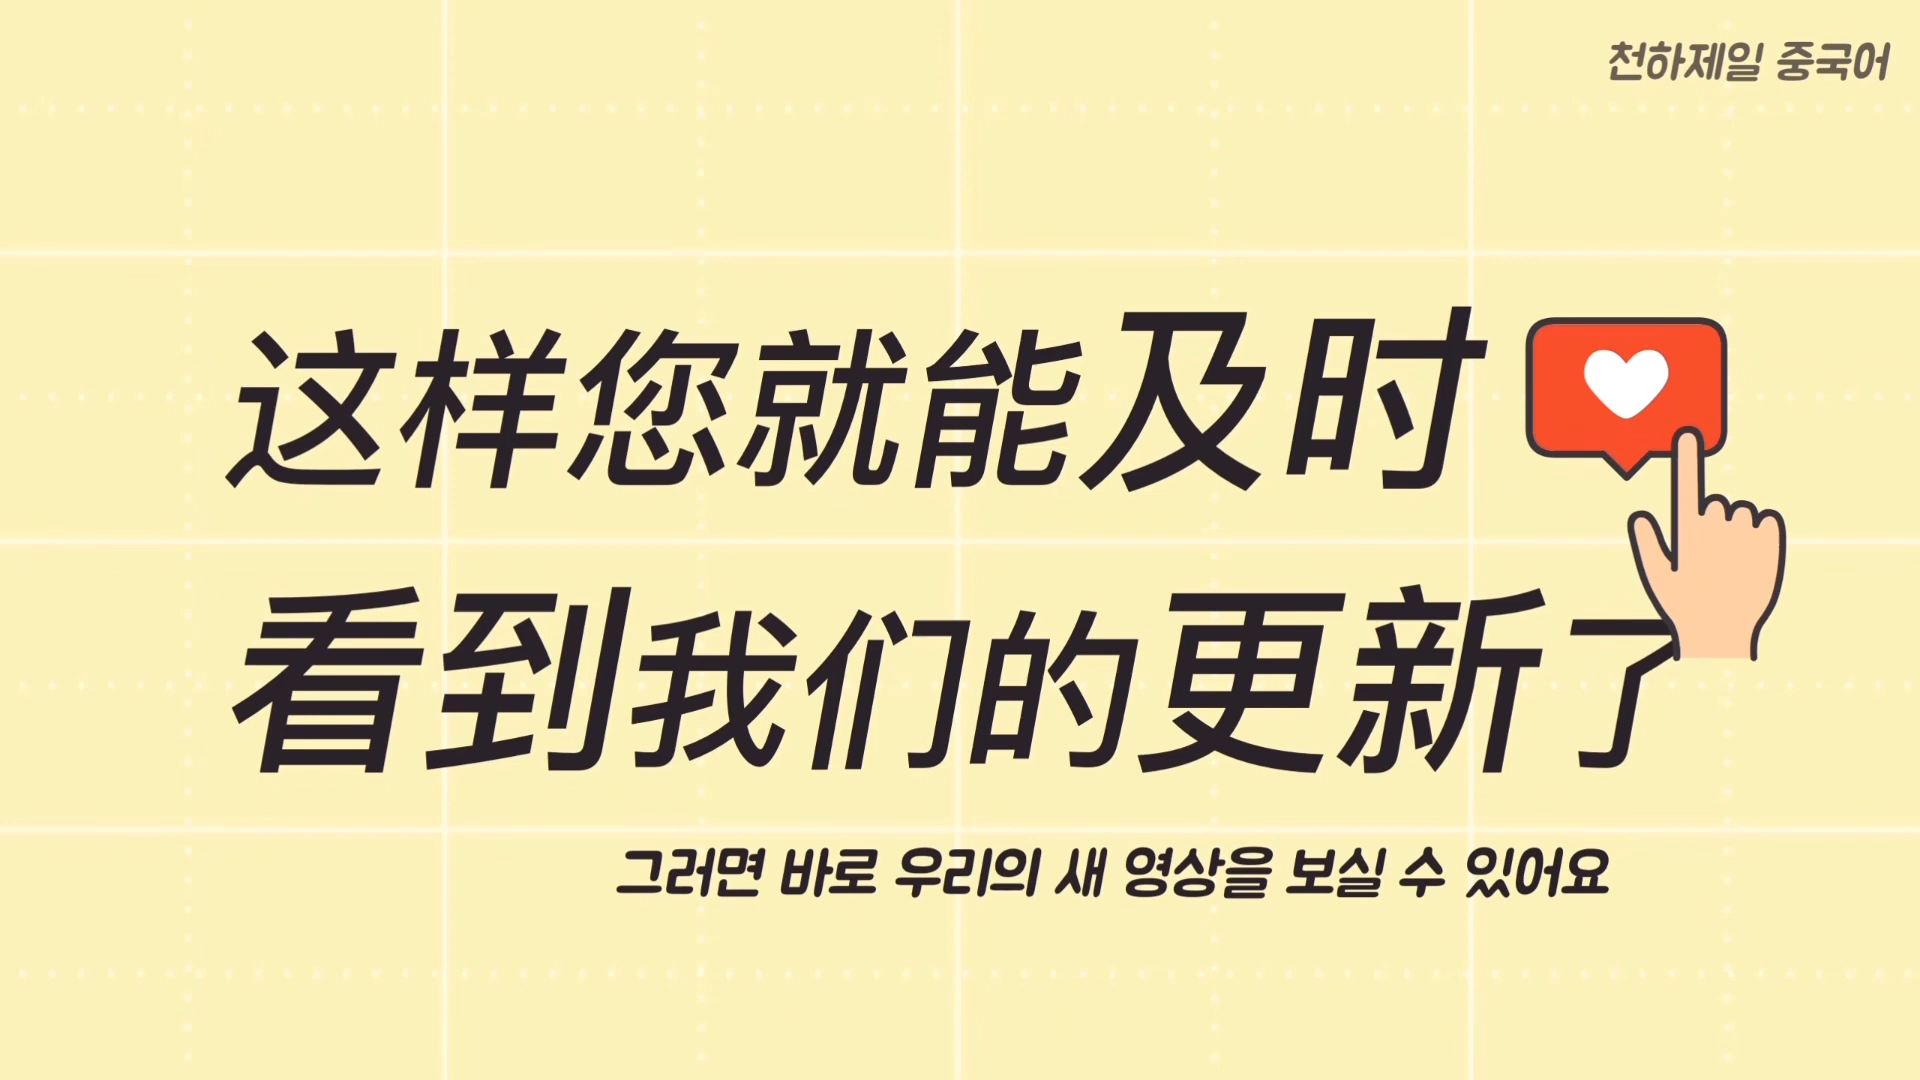 천하제일 중국어
这样您就能及时
看到我们的更新了
그러면 바로 우리의 새 영상을 보실 수 있어요